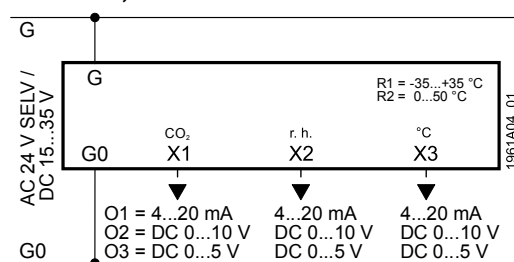 G
AC 24 V SELV /
DC 15...35 V
G
R1 = -35...+35 °C
R2 = 0...50 °C
CO₂ r. h. °C
G0 X1 X2 X3
1961A04_01
O1 = 4...20 mA 4...20 mA 4...20 mA
O2 = DC 0...10 V DC 0...10 V DC 0...10 V
O3 = DC 0...5 V DC 0...5 V DC 0...5 V
G0